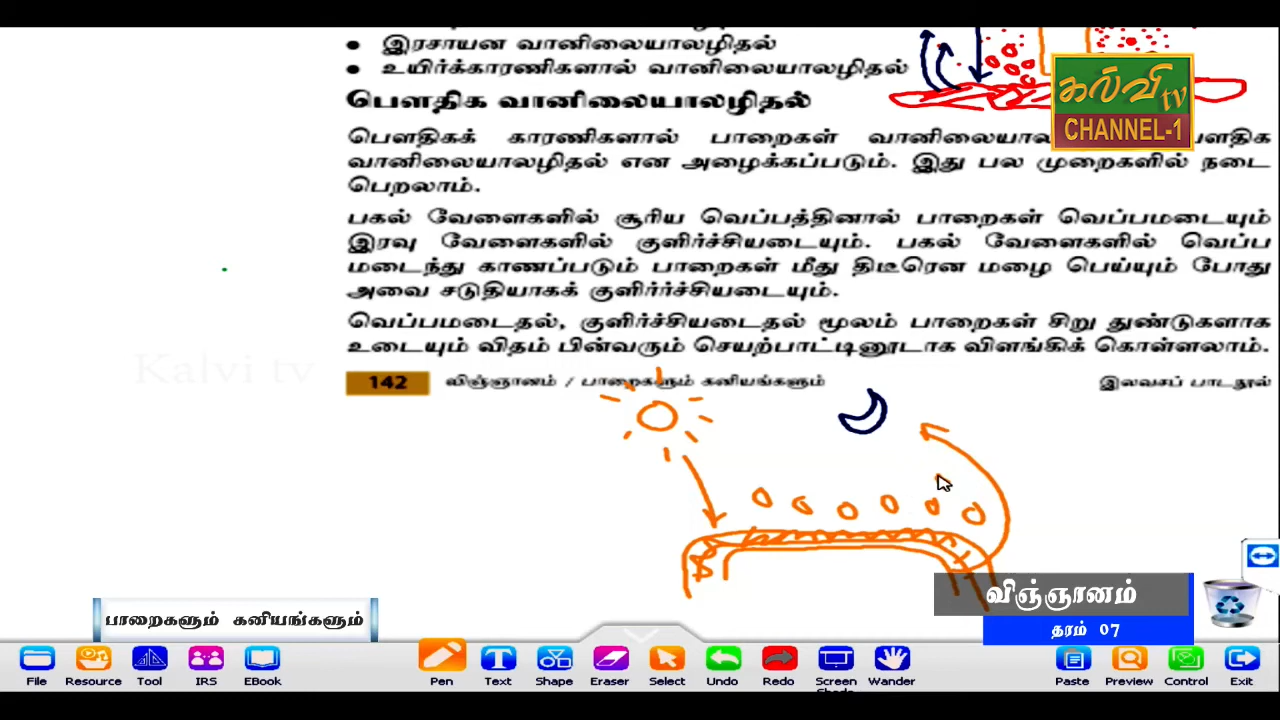 • இரசாயன வானிலையாலழிதல்
• உயிர்க்காரணிகளால் வானிலையாலழிதல்
கல்வி tv
CHANNEL-1
பௌதிக வானிலையாலழிதல்
பௌதிகக் காரணிகளால் பாறைகள்
வானிலையாலழிதல் என அழைக்கப்படும். இது பல முறைகளில் நடை
பெறலாம்.
பகல் வேளைகளில் சூரிய வெப்பத்தினால் பாறைகள் வெப்பமடையும்
இரவு வேளைகளில் குளிர்ச்சியடையும். பகல் வேளைகளில் வெப்ப
மடைந்து காணப்படும் பாறைகள் மீது திடீரென மழை பெய்யும் போது
அவை சடுதியாகக் குளிர்ர்ச்சியடையும்.
வெப்பமடைதல், குளிர்ச்சியடைதல் மூலம் பாறைகள் சிறு துண்டுகளாக
உடையும் விதம் பின்வரும் செயற்பாட்டினூடாக விளங்கிக் கொள்ளலாம்.
Kalvi tv
142 விஞ்ஞானம் / பாறைகளும் கனியங்களும் இலவசப் பாடநூல்
விஞ்ஞானம்
தரம் 07
பாறைகளும் கனியங்களும்
File Resource Tool IRS EBook Pen Text Shape Eraser Select Undo Redo Screen Wander Paste Preview Control Exit